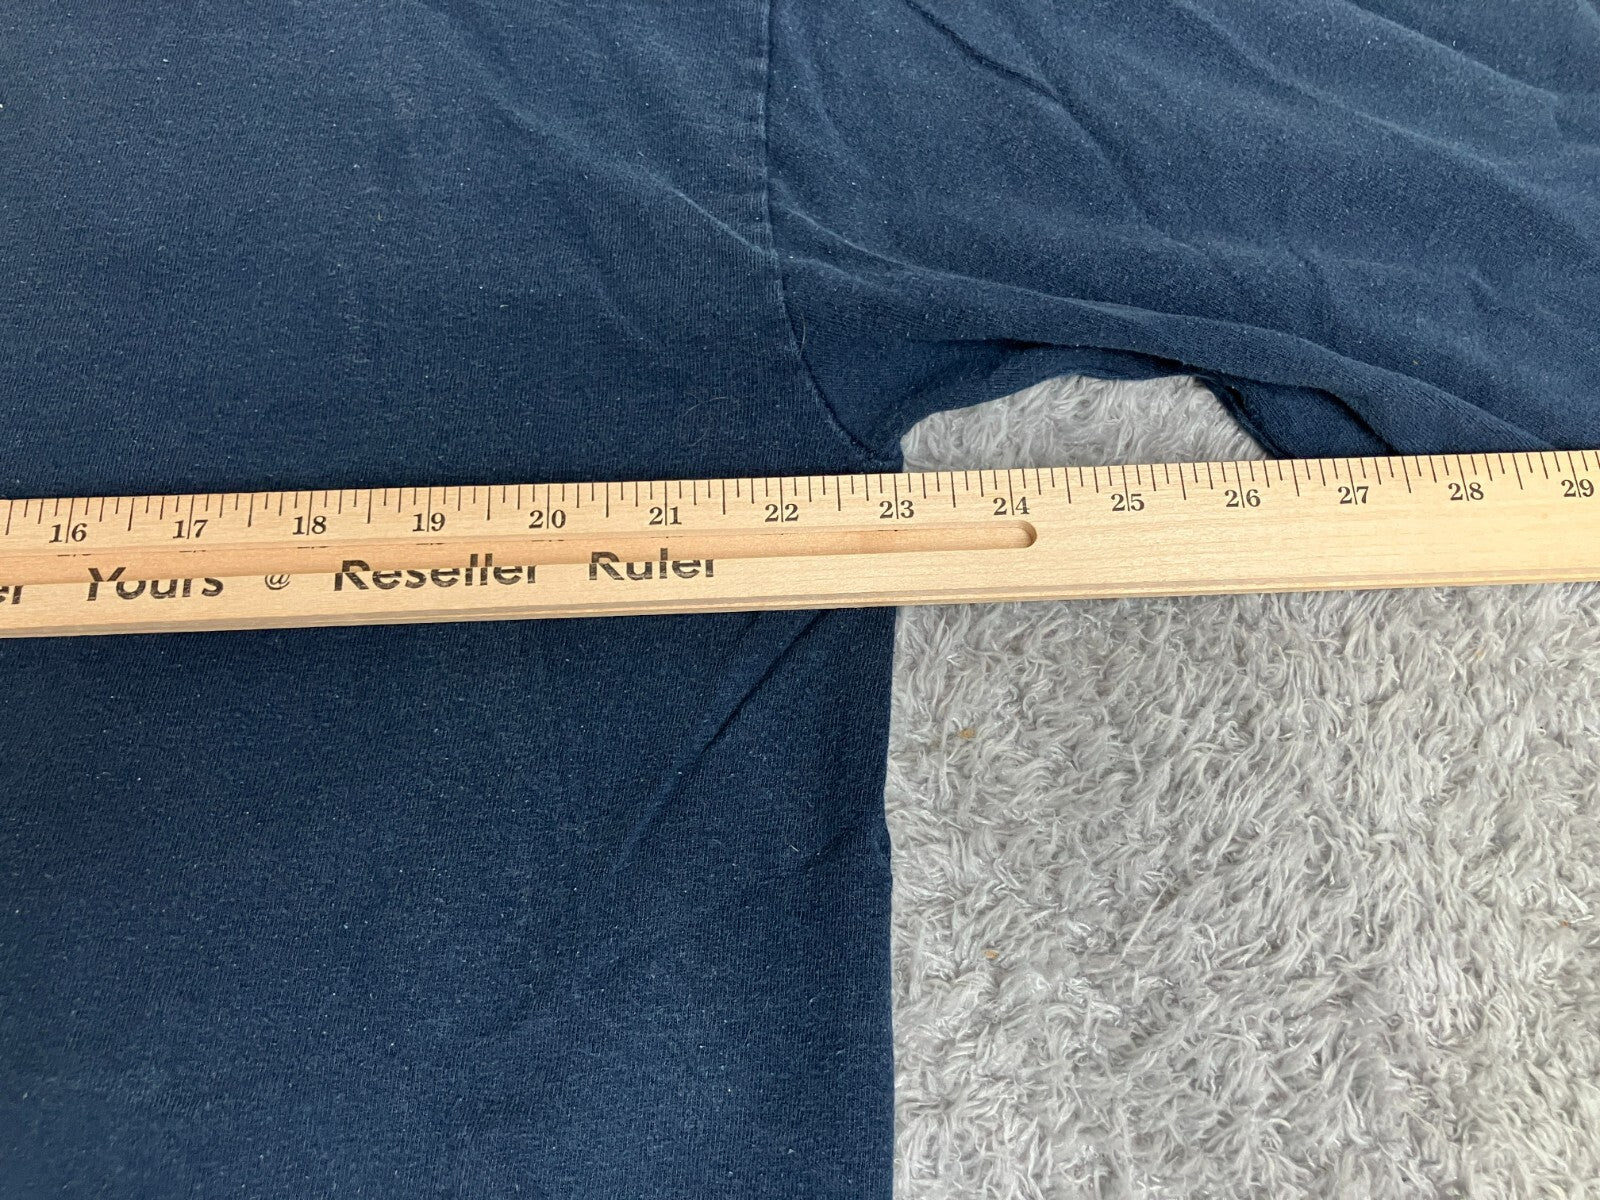 16 17 18 19 20 21 22 23 24 25 26 27 28 29
Yours @ Reseller Ruler